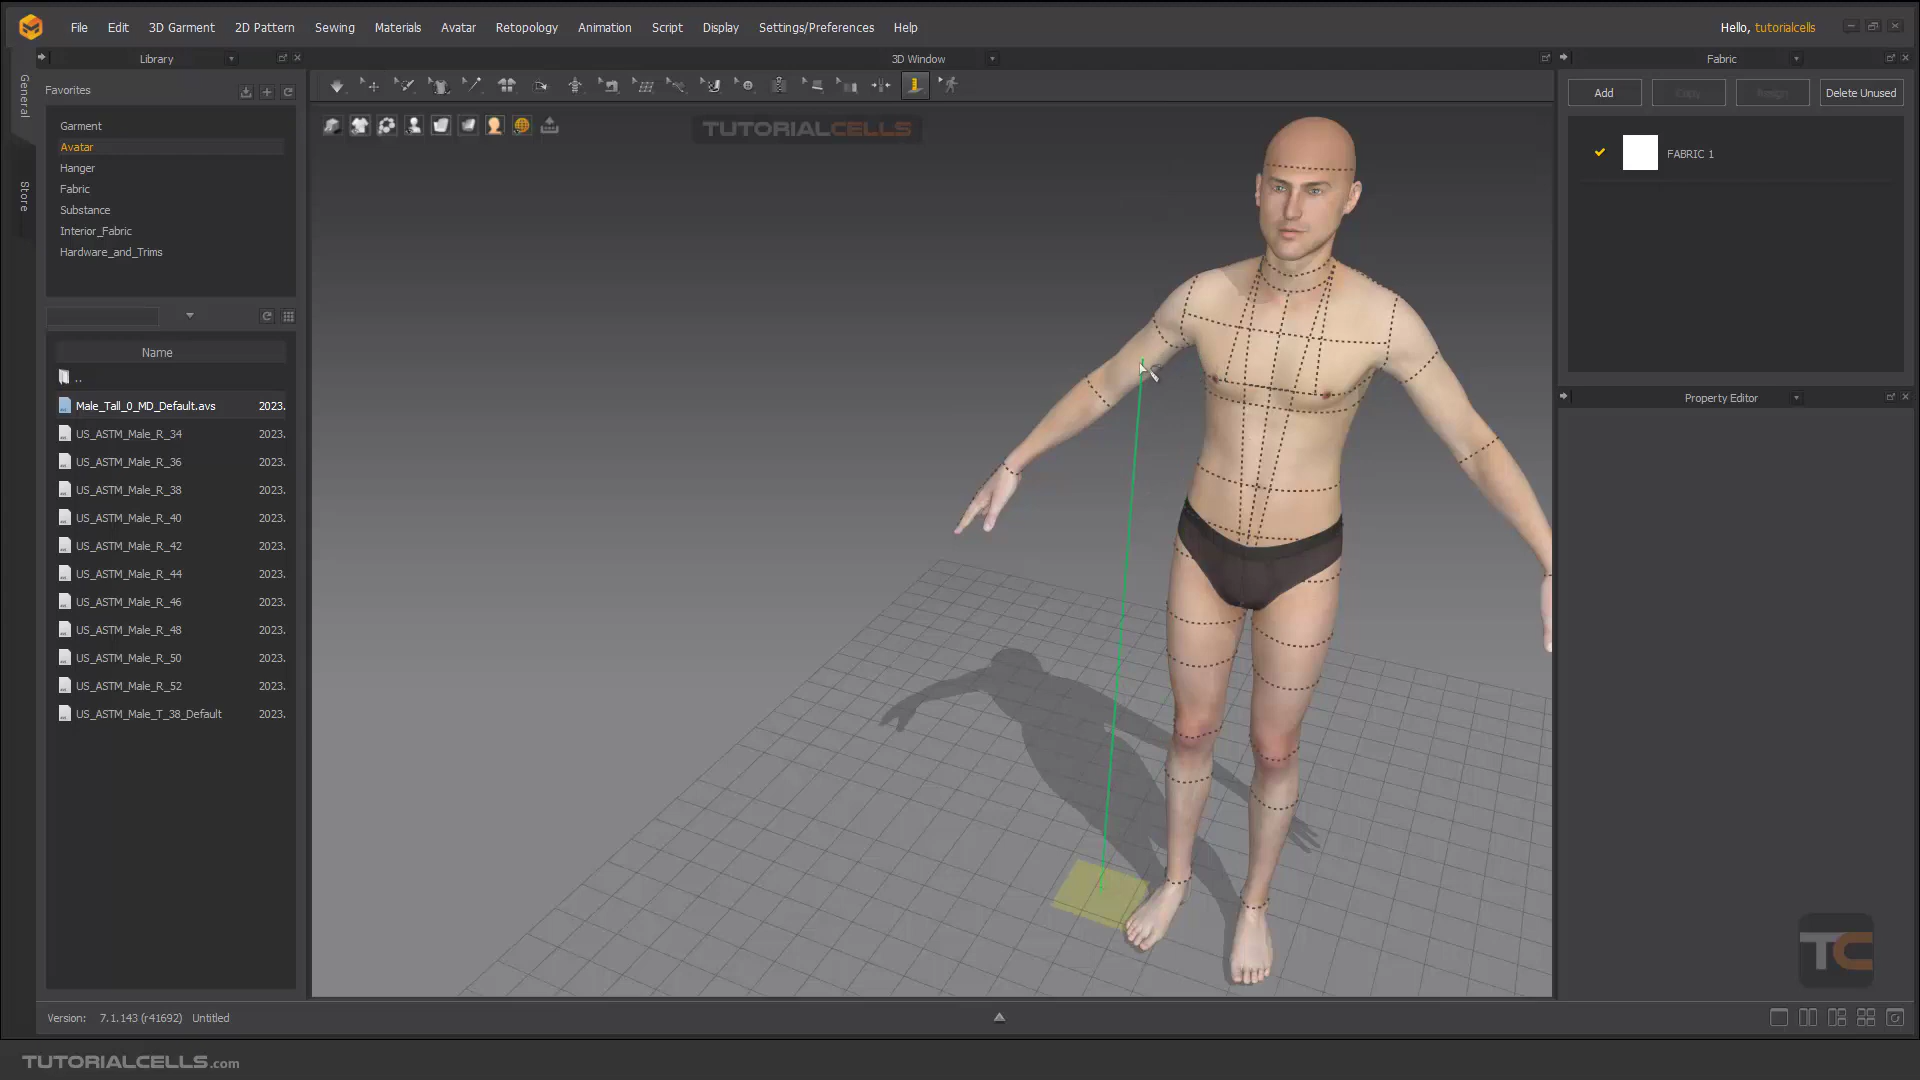 File Edit 3D Garment 2D Pattern Sewing Materials Avatar Retopology Animation Script Display Settings/Preferences Help
Hello, tutorialcells
Library
3D Window
Fabric
General
Store
Favorites
Garment
Avatar
Hanger
Fabric
Substance
Interior_Fabric
Hardware_and_Trims
Name
..
Male_Tall_0_MD_Default.avs 2023.
US_ASTM_Male_R_34 2023.
US_ASTM_Male_R_36 2023.
US_ASTM_Male_R_38 2023.
US_ASTM_Male_R_40 2023.
US_ASTM_Male_R_42 2023.
US_ASTM_Male_R_44 2023.
US_ASTM_Male_R_46 2023.
US_ASTM_Male_R_48 2023.
US_ASTM_Male_R_50 2023.
US_ASTM_Male_R_52 2023.
US_ASTM_Male_T_38_Default 2023.
TUTORIALCELLS
Add Copy Assign Delete Unused
FABRIC 1
Property Editor
TC
Version: 7.1.143 (r41692) Untitled
TUTORIALCELLS.com